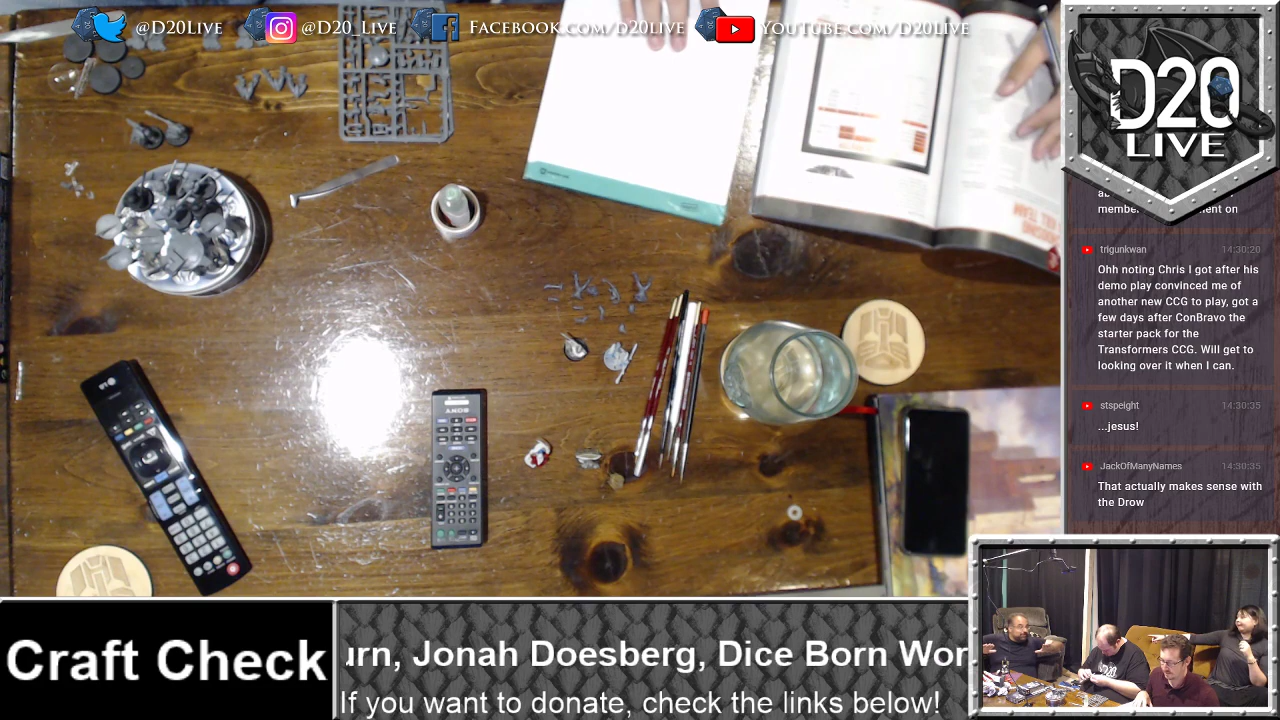 @D20Live
@D20_Live
Facebook.com/d20live
YouTube.com/D20Live
D20
LIVE
trigunkwan 14:30:20
Ohh noting Chris I got after his
demo play convinced me of
another new CCG to play, got a
few days after ConBravo the
starter pack for the
Transformers CCG. Will get to
looking over it when I can.
stspeight 14:30:35
...jesus!
JackOfManyNames 14:30:35
That actually makes sense with
the Drow
SONY
Craft Check
urn, Jonah Doesberg, Dice Born Wor
If you want to donate, check the links below!